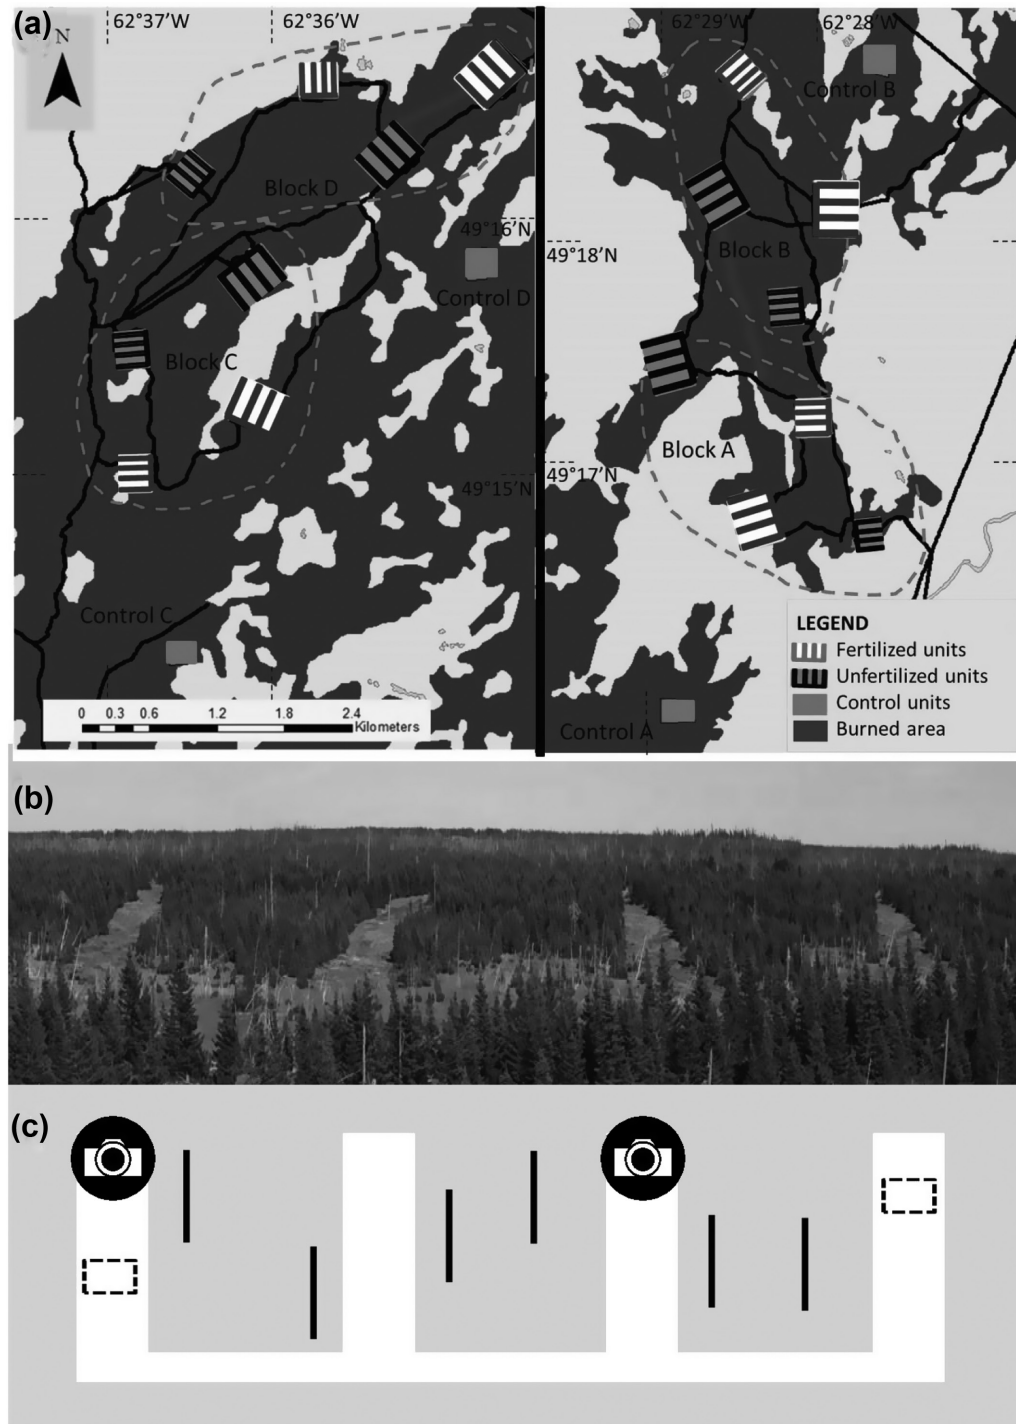 (a)
N
62°37’W
62°36’W
62°29’W
62°28’W
Control B
Block D
49°16’N
49°18’N
Block B
Control D
Block C
Block A
49°15’N
49°17’N
Control C
Control A
LEGEND
Fertilized units
Unfertilized units
Control units
Burned area
0 0.3 0.6 1.2 1.8 2.4
Kilometers
(b)
(c)